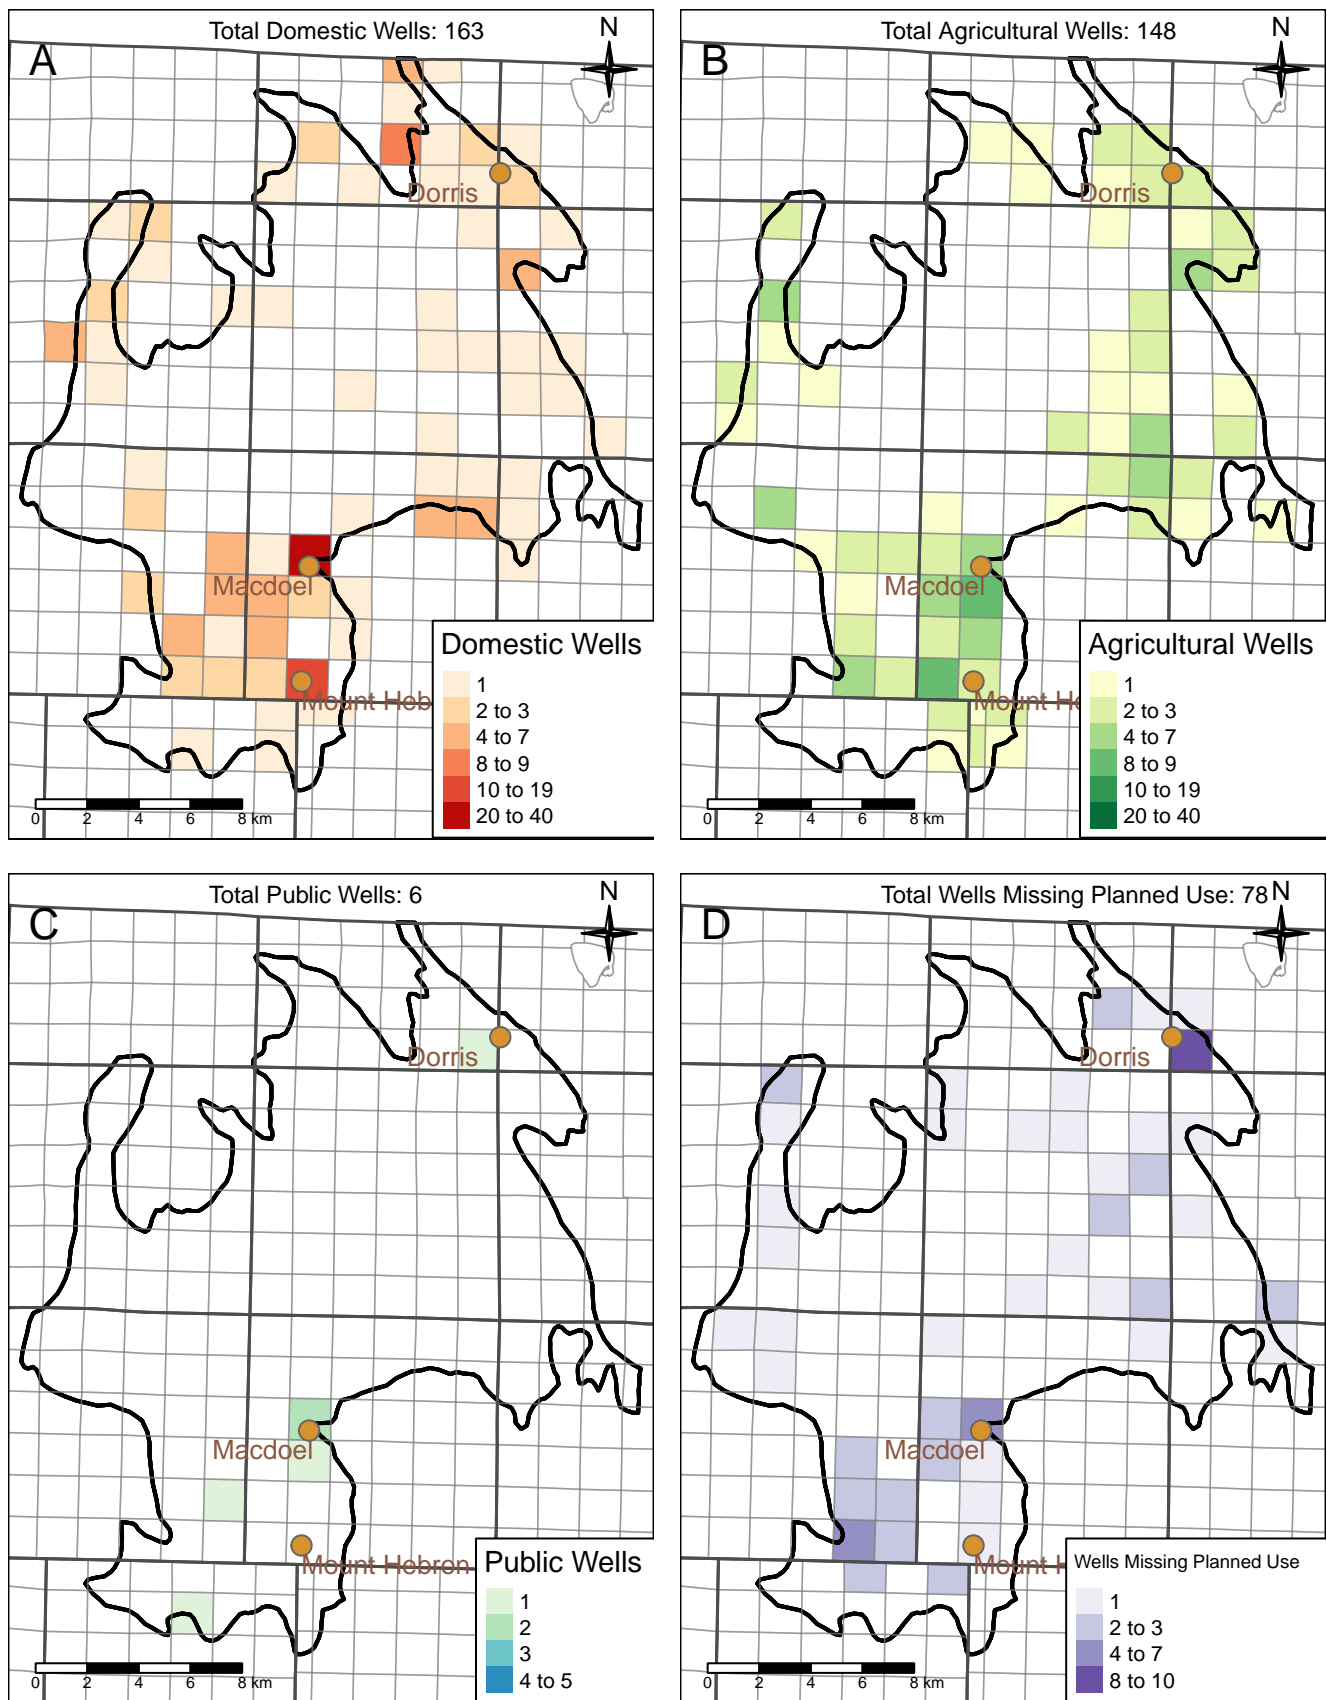 Total Domestic Wells: 163
N
A
Dorris
Macdoel
Mount Heb
Domestic Wells
1
2 to 3
4 to 7
8 to 9
10 to 19
20 to 40
0 2 4 6 8 km
Total Agricultural Wells: 148
N
B
Dorris
Macdoel
Mount He
Agricultural Wells
1
2 to 3
4 to 7
8 to 9
10 to 19
20 to 40
0 2 4 6 8 km
Total Public Wells: 6
N
C
Dorris
Macdoel
Mount Hebron
Public Wells
1
2
3
4 to 5
0 2 4 6 8 km
Total Wells Missing Planned Use: 78
N
D
Dorris
Macdoel
Mount H
Wells Missing Planned Use
1
2 to 3
4 to 7
8 to 10
0 2 4 6 8 km